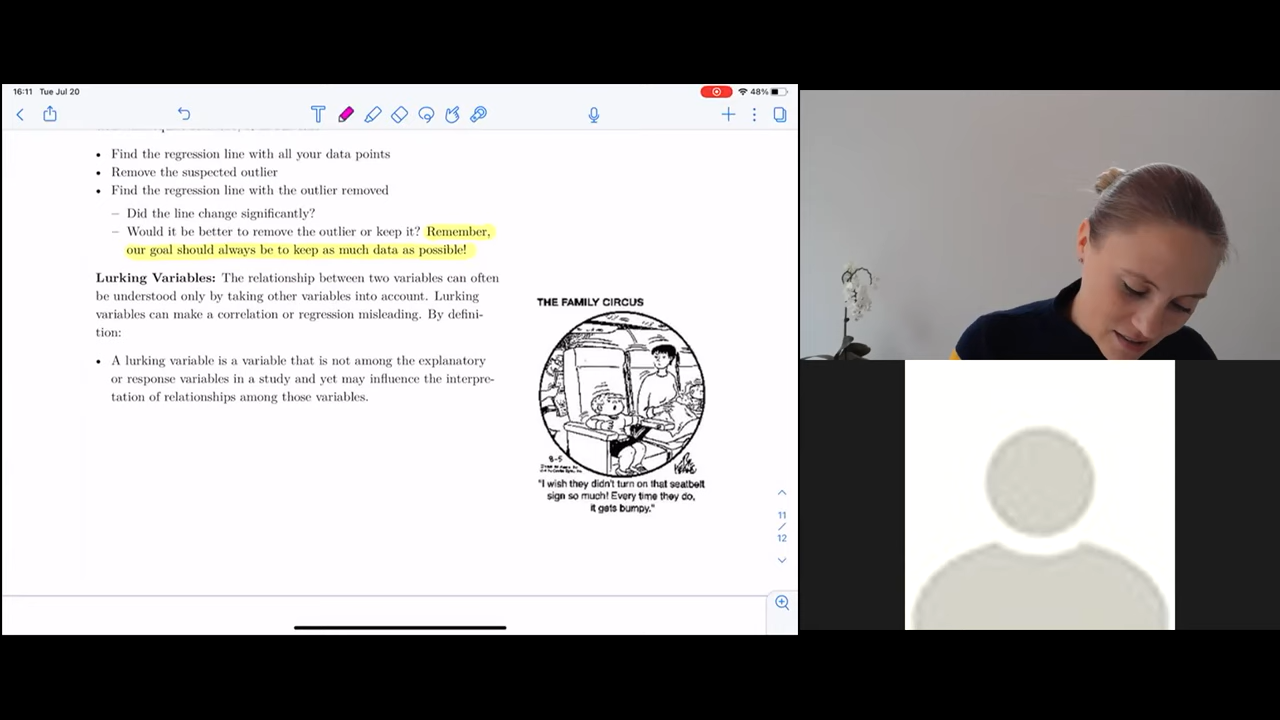 16:11 Tue Jul 20
48%
• Find the regression line with all your data points
• Remove the suspected outlier
• Find the regression line with the outlier removed
– Did the line change significantly?
– Would it be better to remove the outlier or keep it? Remember,
our goal should always be to keep as much data as possible!
Lurking Variables: The relationship between two variables can often
be understood only by taking other variables into account. Lurking
variables can make a correlation or regression misleading. By defini-
tion:
• A lurking variable is a variable that is not among the explanatory
or response variables in a study and yet may influence the interpre-
tation of relationships among those variables.
THE FAMILY CIRCUS
8-5
"I wish they didn't turn on that seatbelt
sign so much! Every time they do,
it gets bumpy."
11
/
12